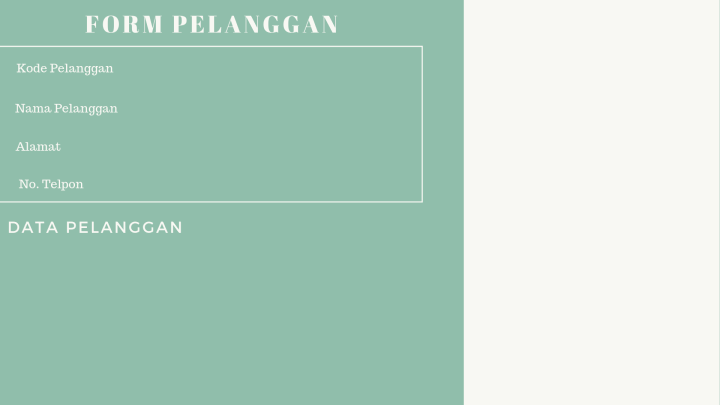 FORM PELANGGAN
Kode Pelanggan
Nama Pelanggan
Alamat
No. Telpon
DATA PELANGGAN